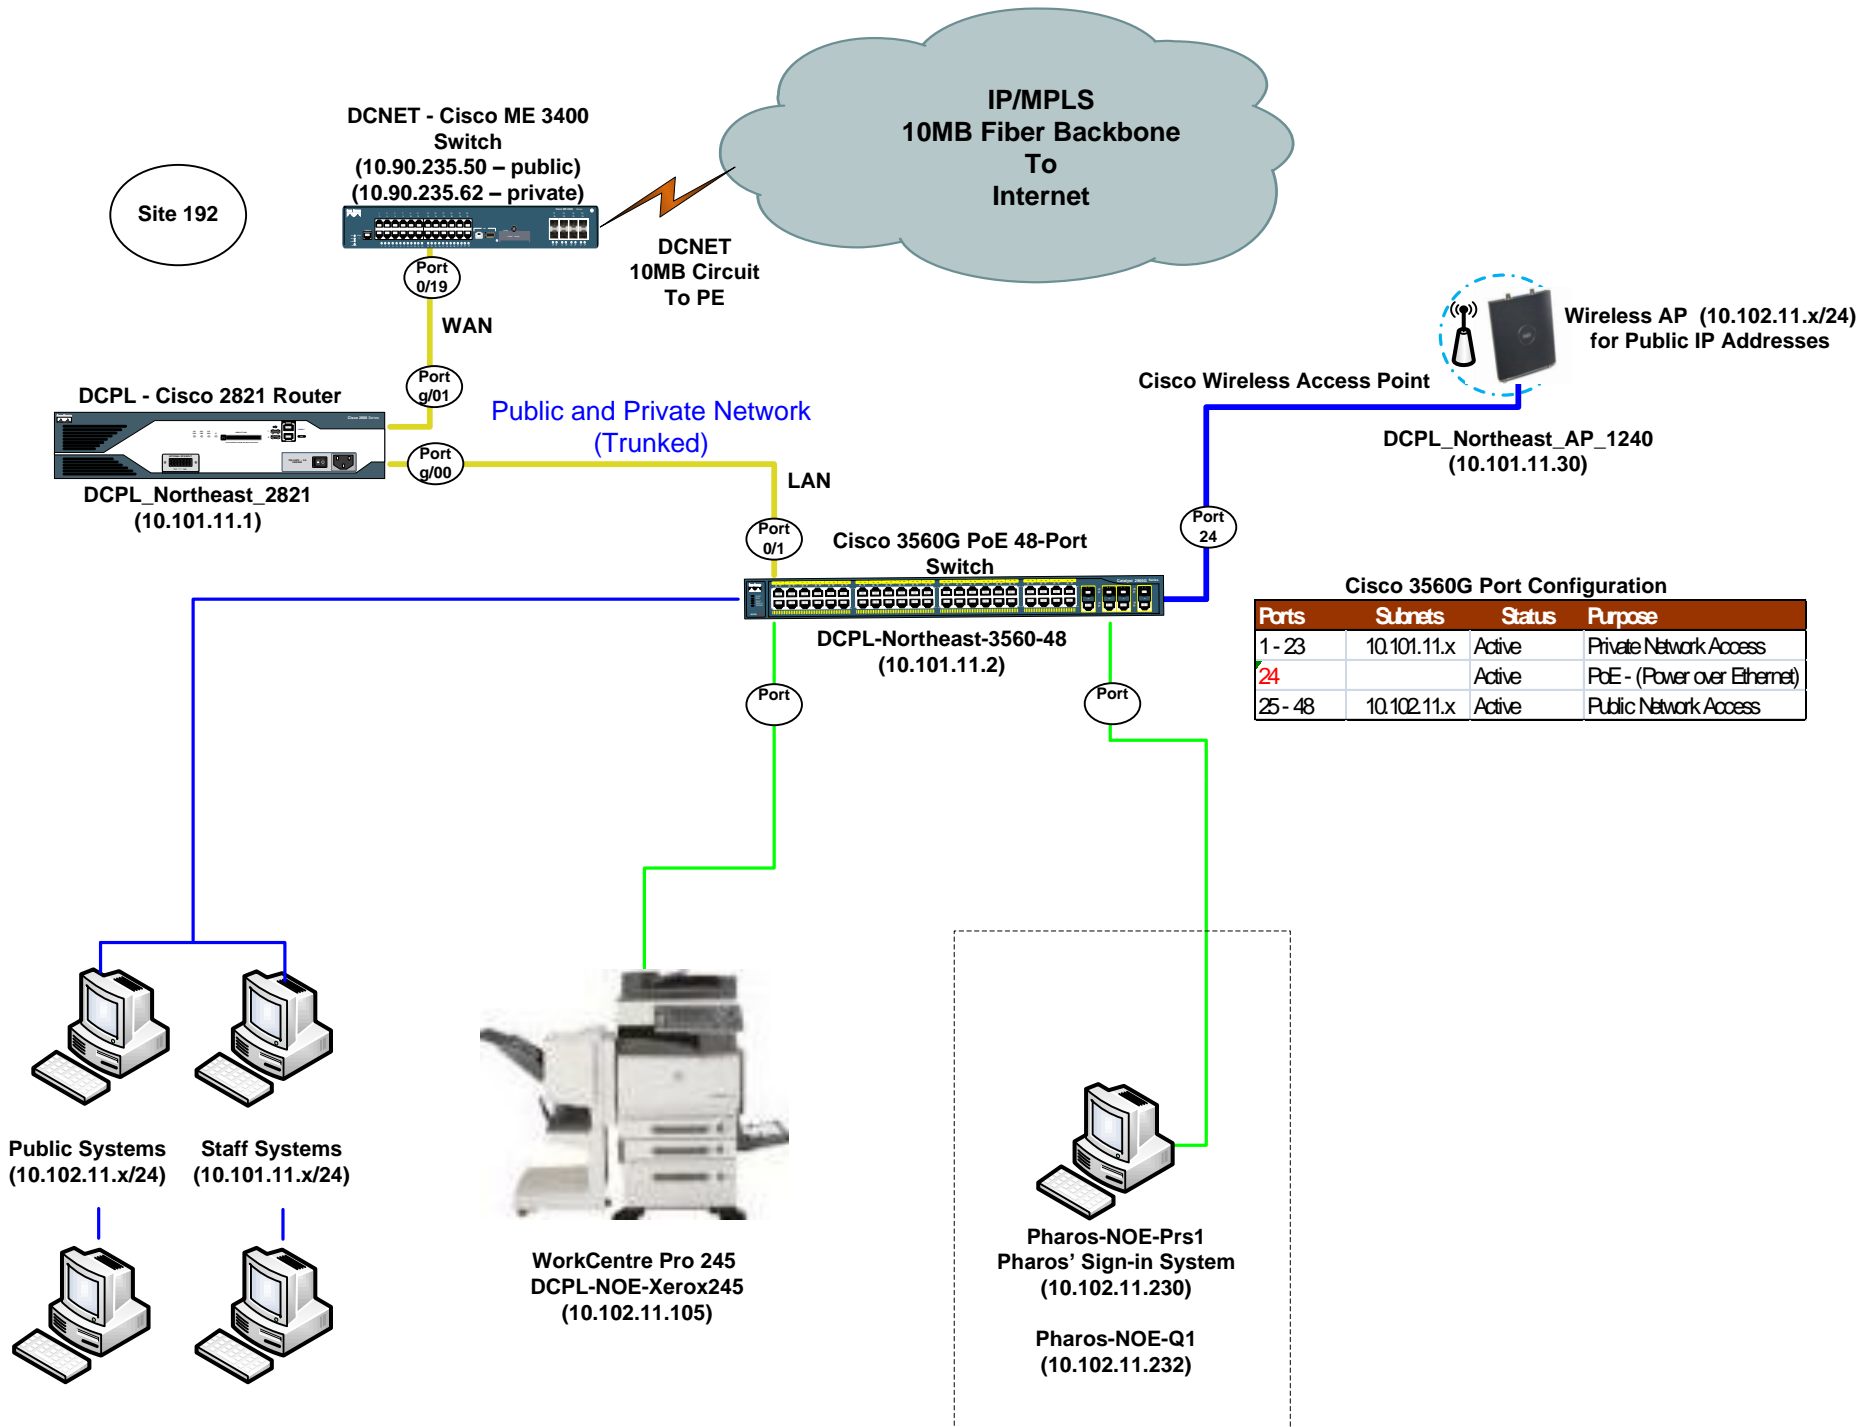 IP/MPLS
10MB Fiber Backbone
To
Internet
DCNET - Cisco ME 3400
Switch
(10.90.235.50 – public)
(10.90.235.62 – private)
Site 192
DCNET
10MB Circuit
To PE
Port
0/19
WAN
Port
g/01
DCPL - Cisco 2821 Router
Public and Private Network
(Trunked)
Port
g/00
DCPL_Northeast_2821
(10.101.11.1)
LAN
Port
0/1
Wireless AP (10.102.11.x/24)
for Public IP Addresses
Cisco Wireless Access Point
DCPL_Northeast_AP_1240
(10.101.11.30)
Port
24
Cisco 3560G PoE 48-Port
Switch
DCPL-Northeast-3560-48
(10.101.11.2)
Port
Port
Cisco 3560G Port Configuration
Ports Subnets Status Purpose
1 - 23 10.101.11.x Active Private Network Access
24 Active PoE - (Power over Ethernet)
25 - 48 10.102.11.x Active Public Network Access
Public Systems
(10.102.11.x/24)
Staff Systems
(10.101.11.x/24)
WorkCentre Pro 245
DCPL-NOE-Xerox245
(10.102.11.105)
Pharos-NOE-Prs1
Pharos’ Sign-in System
(10.102.11.230)
Pharos-NOE-Q1
(10.102.11.232)